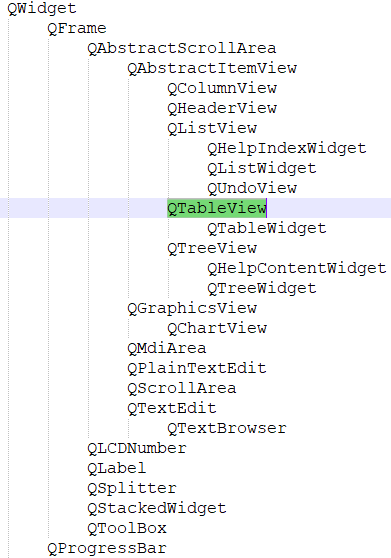 QWidget
QFrame
QAbstractScrollArea
QAbstractItemView
QColumnView
QHeaderView
QListView
QHelpIndexWidget
QListWidget
QUndoView
QTableView
QTableWidget
QTreeView
QHelpContentWidget
QTreeWidget
QGraphicsView
QChartView
QMdiArea
QPlainTextEdit
QScrollArea
QTextEdit
QTextBrowser
QLCDNumber
QLabel
QSplitter
QStackedWidget
QToolBox
QProgressBar